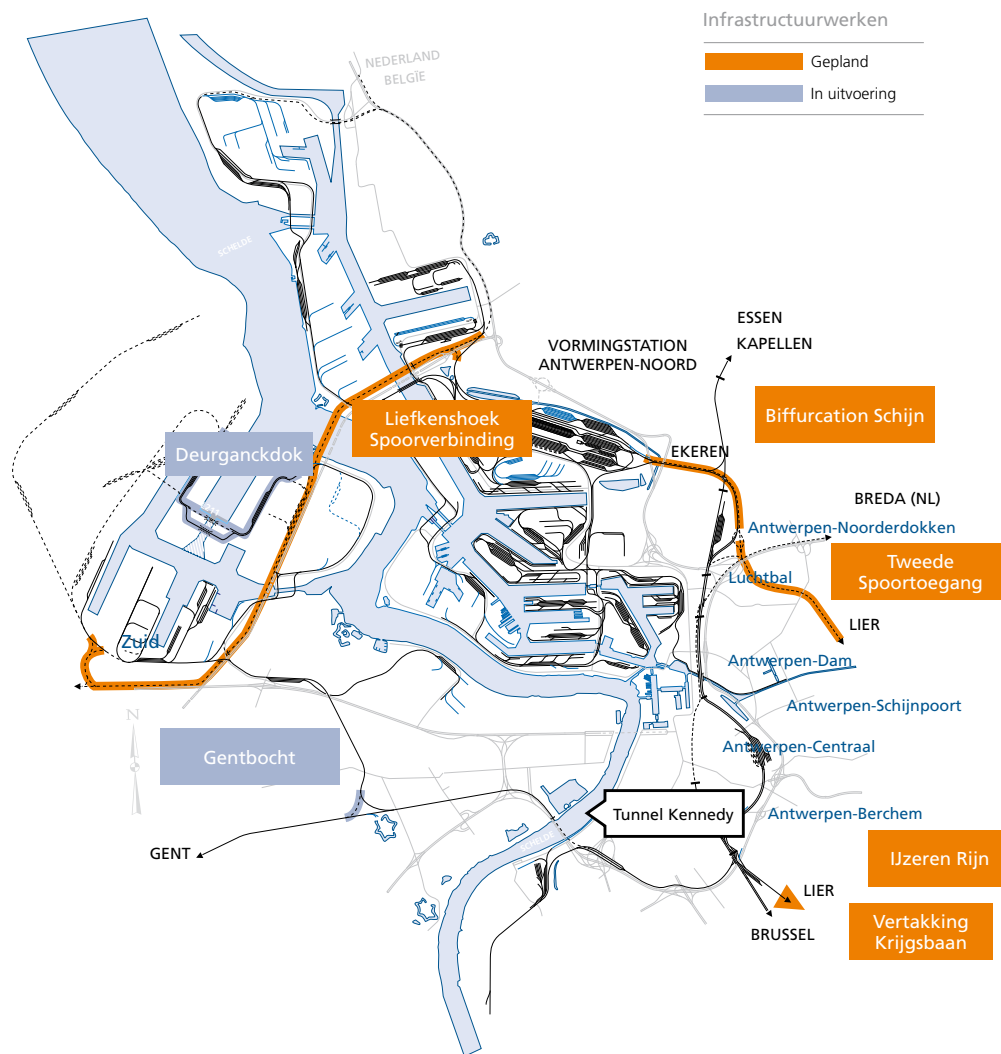 Infrastructuurwerken
Gepland
In uitvoering
NEDERLAND
BELGÏE
SCHELDE
ESSEN
KAPELLEN
VORMINGSTATION
ANTWERPEN-NOORD
Biffurcation Schijn
Liefkenshoek
Spoorverbinding
Deurganckdok
EKEREN
BREDA (NL)
Antwerpen-Noorderdokken
Tweede
Spoortoegang
Luchtbal
LIER
Zuid
Antwerpen-Dam
Antwerpen-Schijnpoort
N
Gentbocht
Antwerpen-Centraal
Tunnel Kennedy
Antwerpen-Berchem
SCHELDE
GENT
IJzeren Rijn
LIER
BRUSSEL
Vertakking
Krijgsbaan